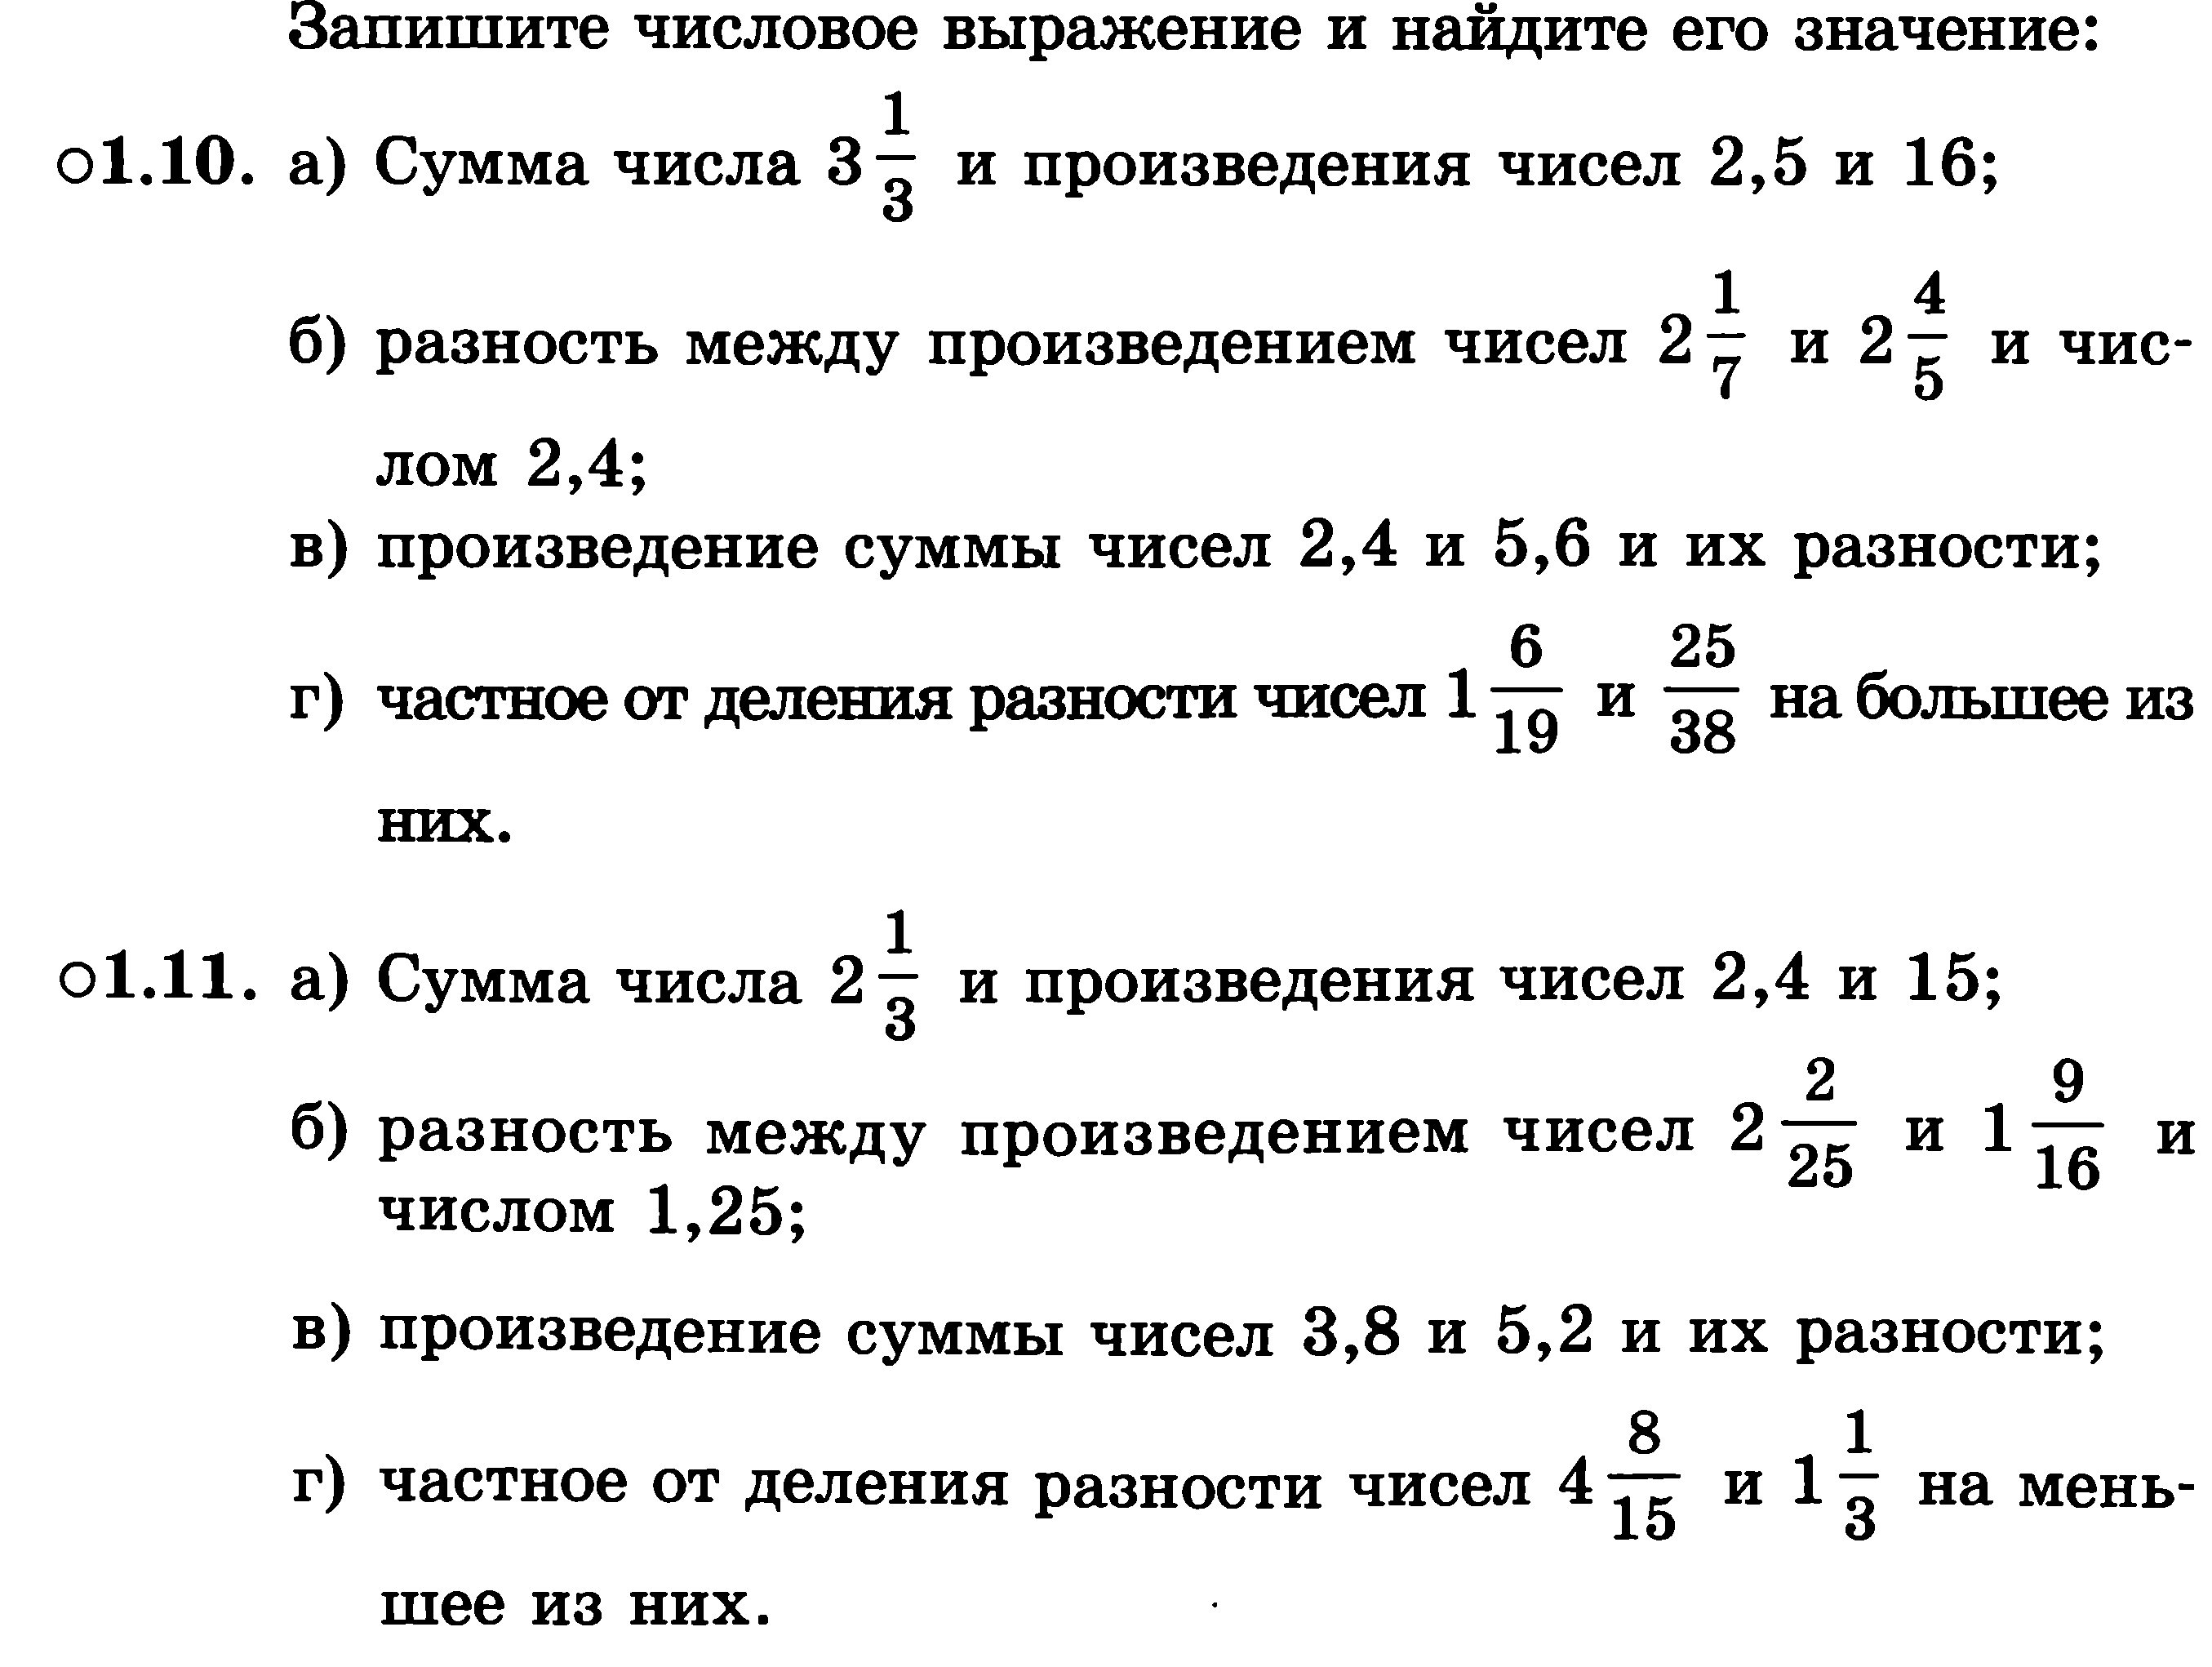 Запишите числовое выражение и найдите его значение:
○1.10. а) Сумма числа 3 1/3 и произведения чисел 2,5 и 16;
б) разность между произведением чисел 2 1/7 и 2 4/5 и чис-
лом 2,4;
в) произведение суммы чисел 2,4 и 5,6 и их разности;
г) частное от деления разности чисел 1 6/19 и 25/38 на большее из
них.
○1.11. а) Сумма числа 2 1/3 и произведения чисел 2,4 и 15;
б) разность между произведением чисел 2 2/25 и 1 9/16 и
числом 1,25;
в) произведение суммы чисел 3,8 и 5,2 и их разности;
г) частное от деления разности чисел 4 8/15 и 1 1/3 на мень-
шее из них.